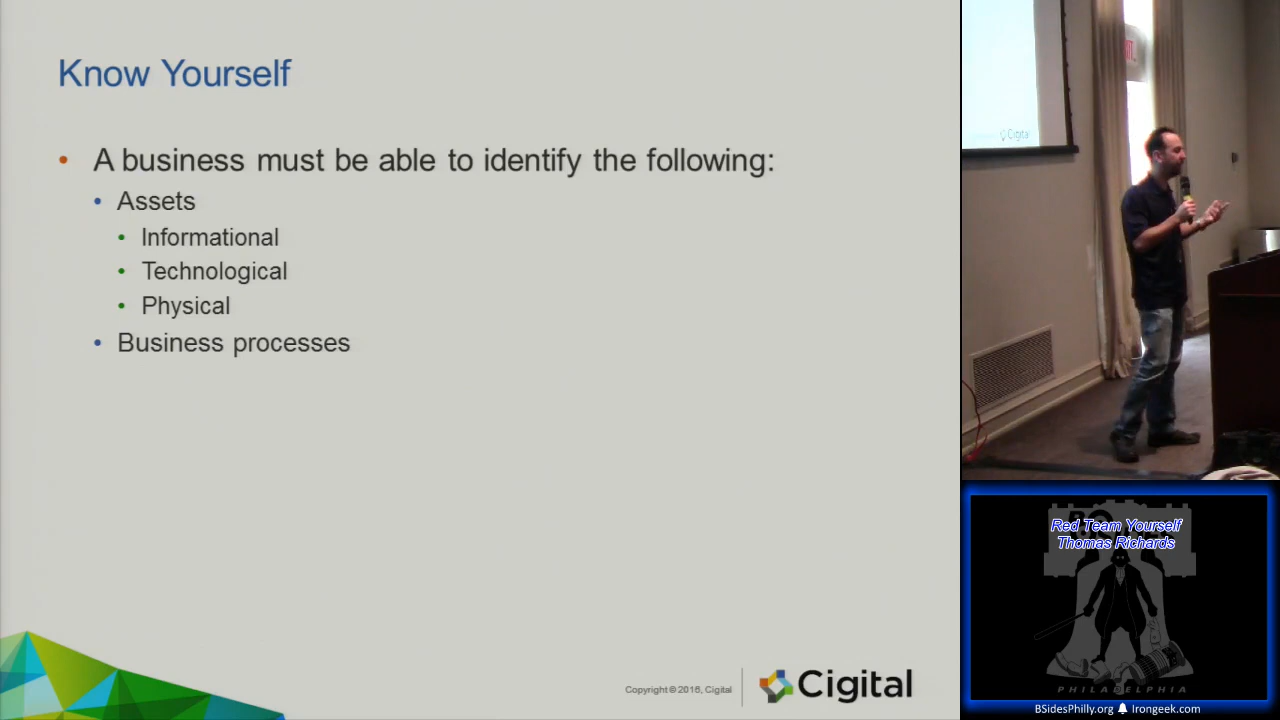 Know Yourself
• A business must be able to identify the following:
• Assets
• Informational
• Technological
• Physical
• Business processes
Copyright © 2016, Cigital
Cigital
Cigital
Red Team Yourself
Thomas Richards
PHILADELPHIA
BSidesPhilly.org Irongeek.com